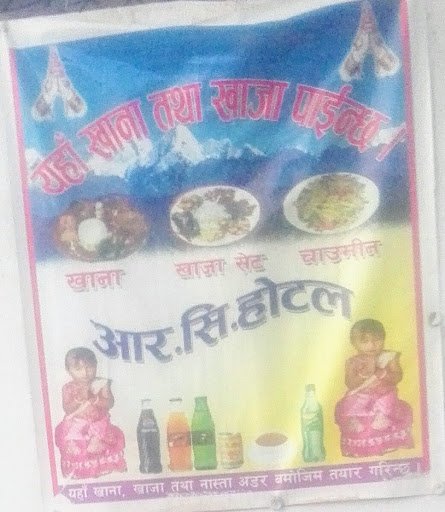 यहाँ खाना तथा खाजा पाईन्छ ।
खाना
खाजा सेट
चाउमीन
आर.सि.होटल
यहाँ खाना, खाजा तथा नास्ता अडर बमोजिम तयार गरिन्छ ।